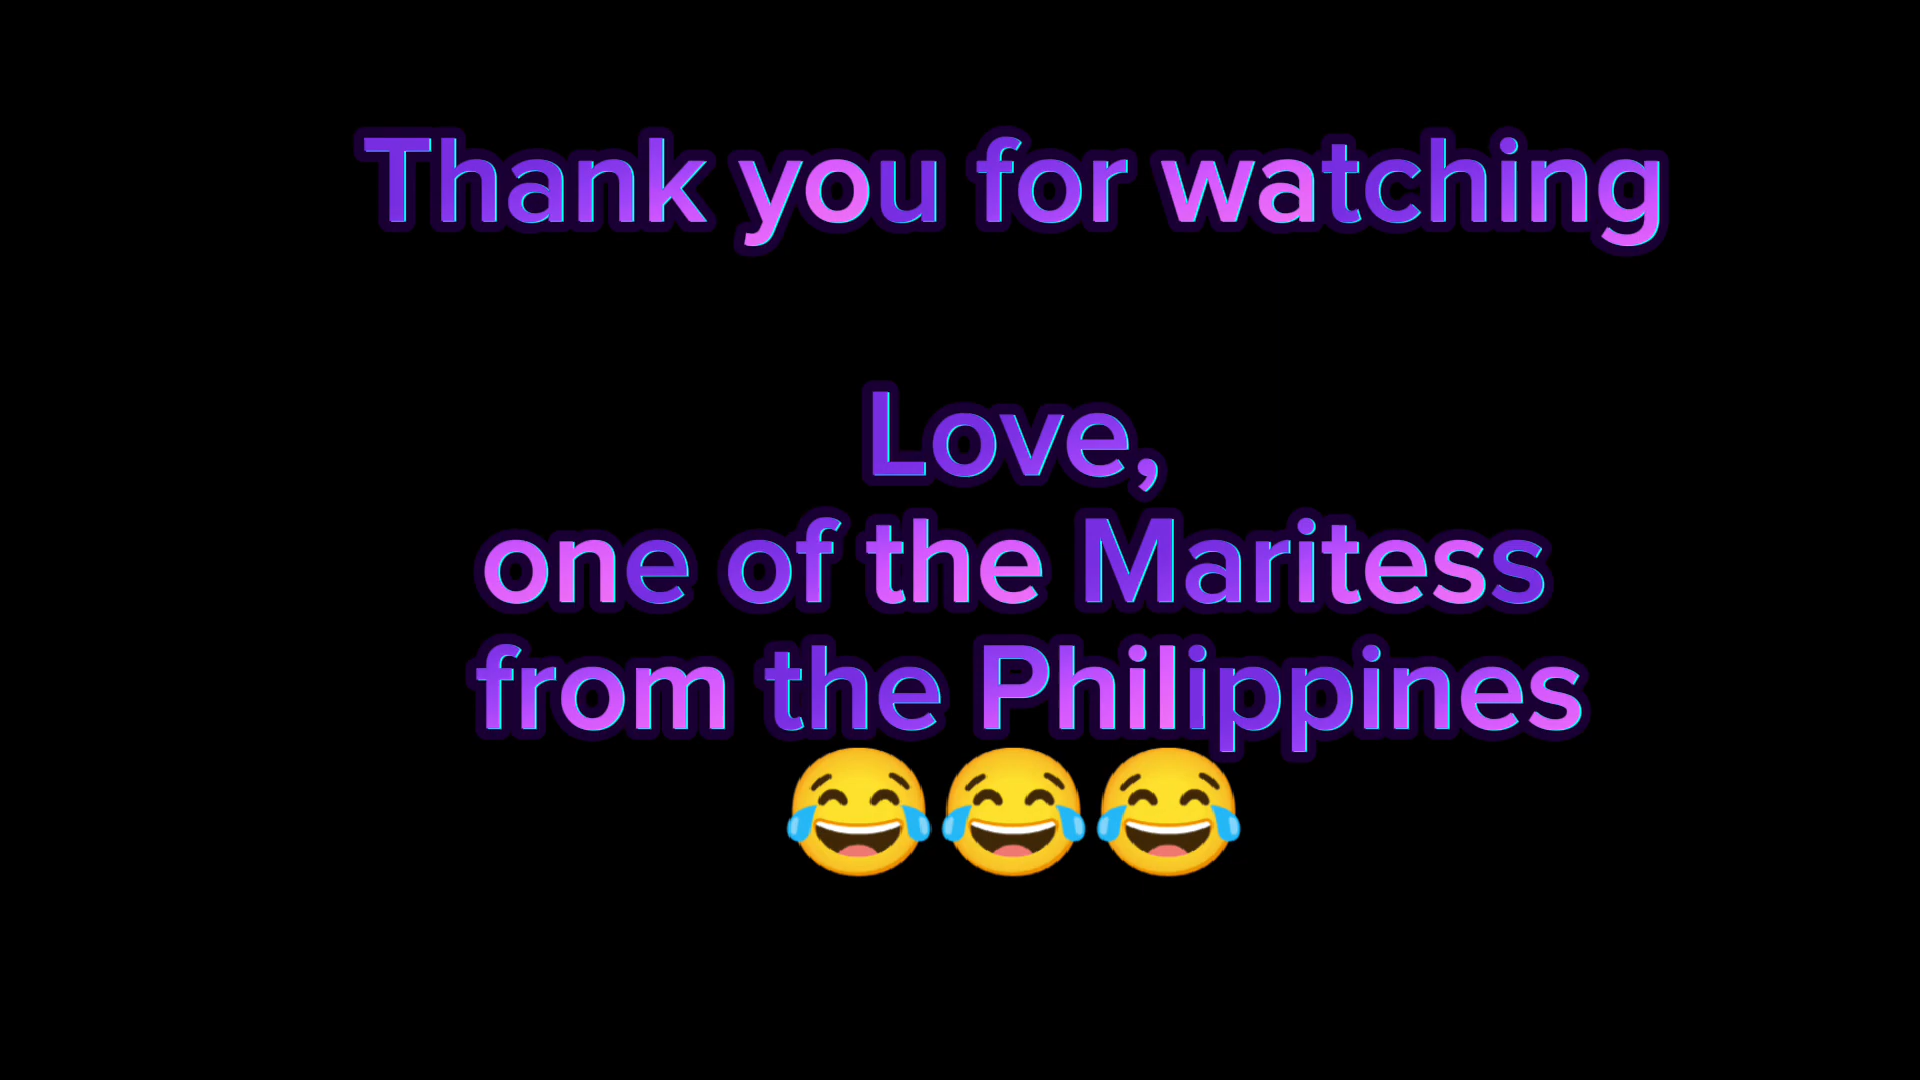 Thank you for watching
Love,
one of the Maritess
from the Philippines
😂😂😂